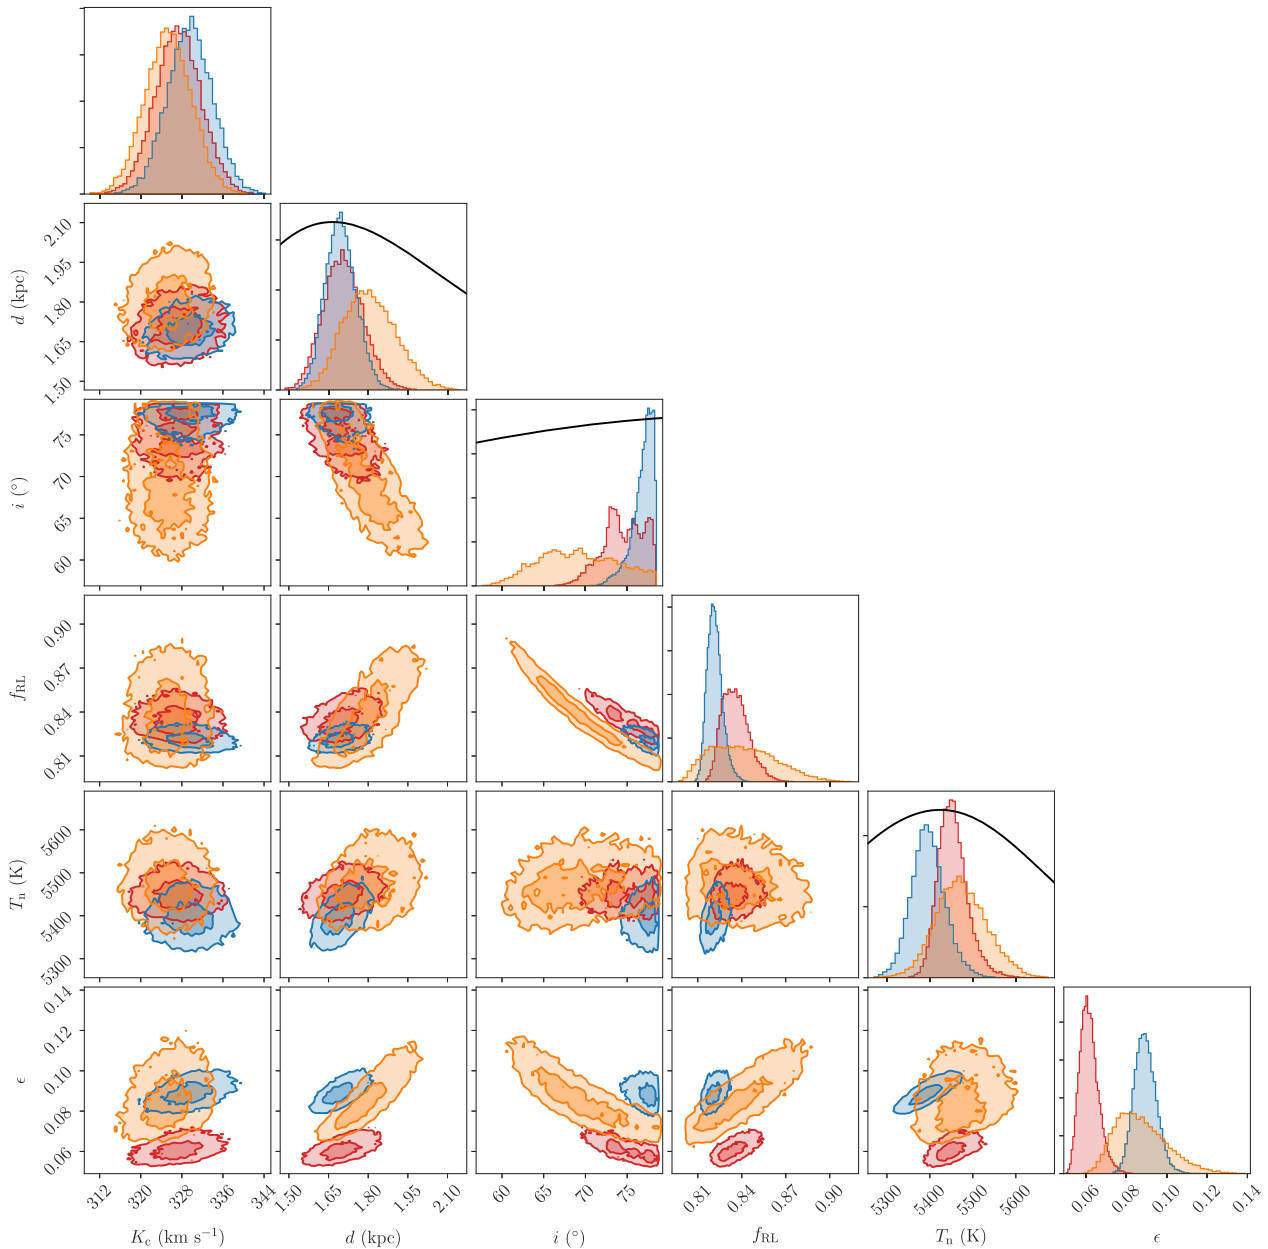 2.10
1.95
1.80
1.65
1.50
d (kpc)
75
70
65
60
i (°)
0.90
0.87
0.84
0.81
f_RL
5600
5500
5400
5300
T_n (K)
0.14
0.12
0.10
0.08
0.06
ϵ
312 320 328 336 344
1.50 1.65 1.80 1.95 2.10
60 65 70 75
0.81 0.84 0.87 0.90
5300 5400 5500 5600
0.06 0.08 0.10 0.12 0.14
K_c (km s⁻¹) d (kpc) i (°) f_RL T_n (K) ϵ